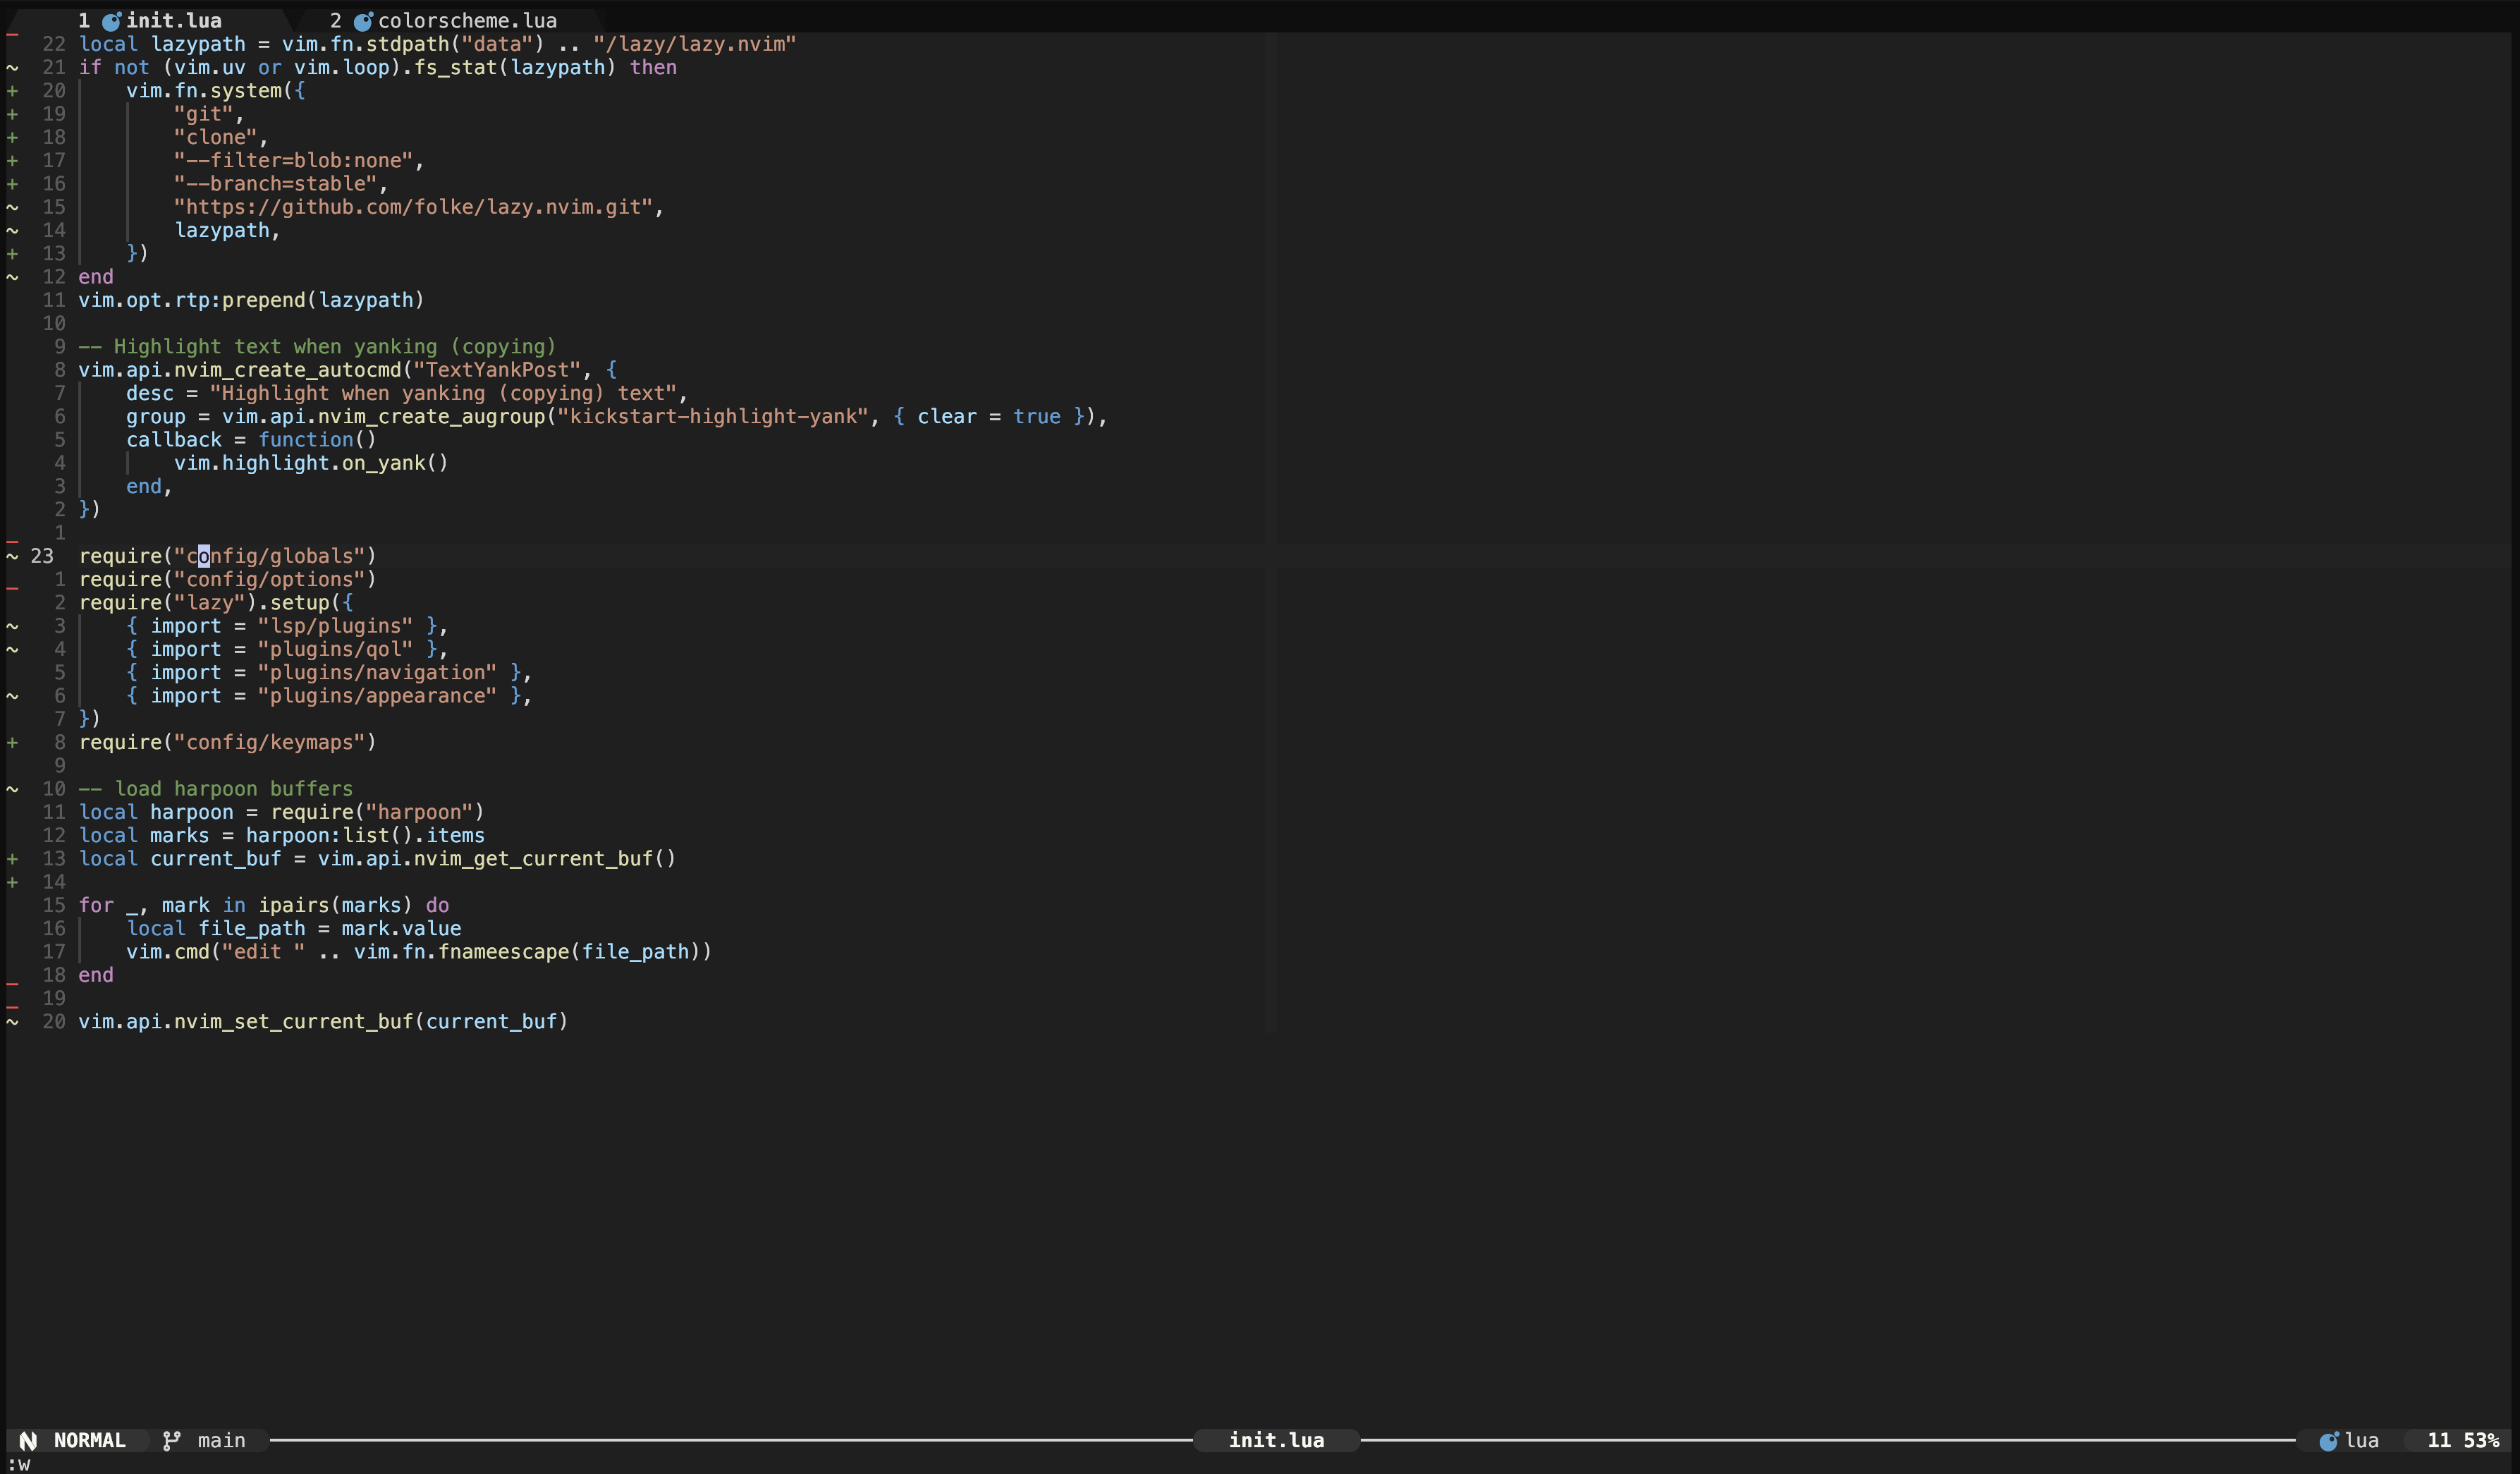 1 init.lua 2 colorscheme.lua
_ 22 local lazypath = vim.fn.stdpath("data") .. "/lazy/lazy.nvim"
~ 21 if not (vim.uv or vim.loop).fs_stat(lazypath) then
+ 20 vim.fn.system({
+ 19 "git",
+ 18 "clone",
+ 17 "--filter=blob:none",
+ 16 "--branch=stable",
~ 15 "https://github.com/folke/lazy.nvim.git",
~ 14 lazypath,
+ 13 })
~ 12 end
11 vim.opt.rtp:prepend(lazypath)
10
9 -- Highlight text when yanking (copying)
8 vim.api.nvim_create_autocmd("TextYankPost", {
7 desc = "Highlight when yanking (copying) text",
6 group = vim.api.nvim_create_augroup("kickstart-highlight-yank", { clear = true }),
5 callback = function()
4 vim.highlight.on_yank()
3 end,
2 })
_ 1
~ 23 require("config/globals")
_ 1 require("config/options")
2 require("lazy").setup({
~ 3 { import = "lsp/plugins" },
~ 4 { import = "plugins/qol" },
5 { import = "plugins/navigation" },
~ 6 { import = "plugins/appearance" },
7 })
+ 8 require("config/keymaps")
9
~ 10 -- load harpoon buffers
11 local harpoon = require("harpoon")
12 local marks = harpoon:list().items
+ 13 local current_buf = vim.api.nvim_get_current_buf()
+ 14
15 for _, mark in ipairs(marks) do
16 local file_path = mark.value
17 vim.cmd("edit " .. vim.fn.fnameescape(file_path))
_ 18 end
_ 19
~ 20 vim.api.nvim_set_current_buf(current_buf)
NORMAL main init.lua lua 11 53%
:w